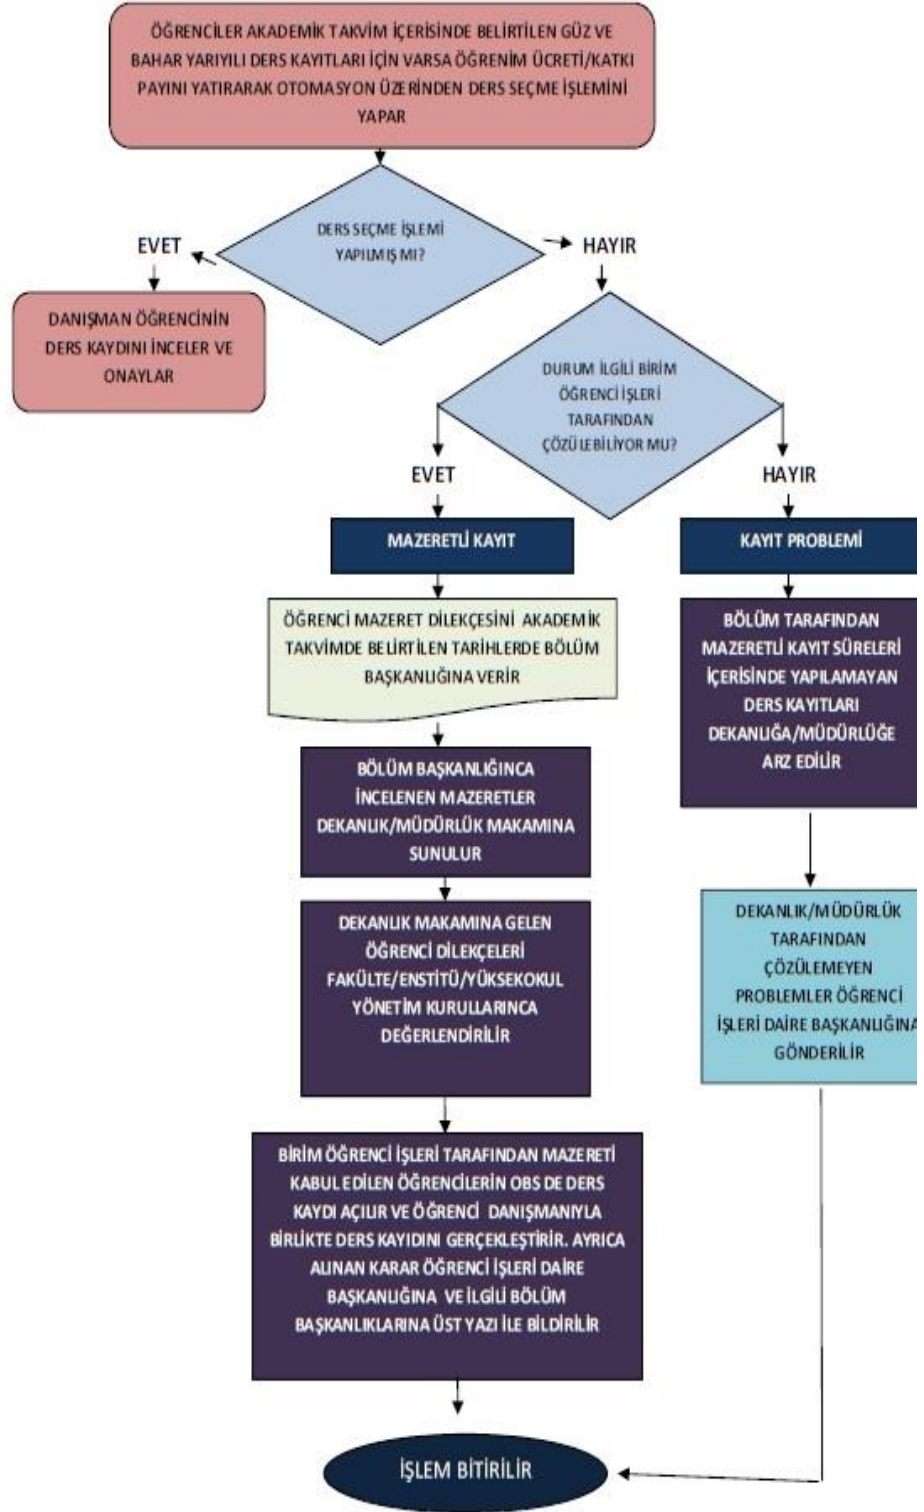 ÖĞRENCİLER AKADEMİK TAKVİM İÇERİSİNDE BELİRTİLEN GÜZ VE
BAHAR YARIYILI DERS KAYITLARI İÇİN VARSA ÖĞRENİM ÜCRETİ/KATKI
PAYINI YATIRARAK OTOMASYON ÜZERİNDEN DERS SEÇME İŞLEMİNİ
YAPAR
DERS SEÇME İŞLEMİ
YAPILMIŞ MI?
EVET
HAYIR
DANIŞMAN ÖĞRENCİNİN
DERS KAYDINI İNCELER VE
ONAYLAR
DURUM İLGİLİ BİRİM
ÖĞRENCİ İŞLERİ
TARAFINDAN
ÇÖZÜLEBİLİYOR MU?
EVET
HAYIR
MAZERETLİ KAYIT
KAYIT PROBLEMİ
ÖĞRENCİ MAZERET DİLEKÇESİNİ AKADEMİK
TAKVİMDE BELİRTİLEN TARİHLERDE BÖLÜM
BAŞKANLIĞINA VERİR
BÖLÜM TARAFINDAN
MAZERETLİ KAYIT SÜRELERİ
İÇERİSİNDE YAPILAMAYAN
DERS KAYITLARI
DEKANLIĞA/MÜDÜRLÜĞE
ARZ EDİLİR
BÖLÜM BAŞKANLIĞINCA
İNCELENEN MAZERETLER
DEKANLIK/MÜDÜRLÜK MAKAMINA
SUNULUR
DEKANLIK MAKAMINA GELEN
ÖĞRENCİ DİLEKÇELERİ
FAKÜLTE/ENSTİTÜ/YÜKSEKOKUL
YÖNETİM KURULLARINCA
DEĞERLENDİRİLİR
DEKANLIK/MÜDÜRLÜK
TARAFINDAN
ÇÖZÜLEMEYEN
PROBLEMLER ÖĞRENCİ
İŞLERİ DAİRE BAŞKANLIĞINA
GÖNDERİLİR
BİRİM ÖĞRENCİ İŞLERİ TARAFINDAN MAZERETİ
KABUL EDİLEN ÖĞRENCİLERİN OBS DE DERS
KAYDI AÇILIR VE ÖĞRENCİ DANIŞMANIYLA
BİRLİKTE DERS KAYIDINI GERÇEKLEŞTİRİR. AYRICA
ALINAN KARAR ÖĞRENCİ İŞLERİ DAİRE
BAŞKANLIĞINA VE İLGİLİ BÖLÜM
BAŞKANLIKLARINA ÜST YAZI İLE BİLDİRİLİR
İŞLEM BİTİRİLİR